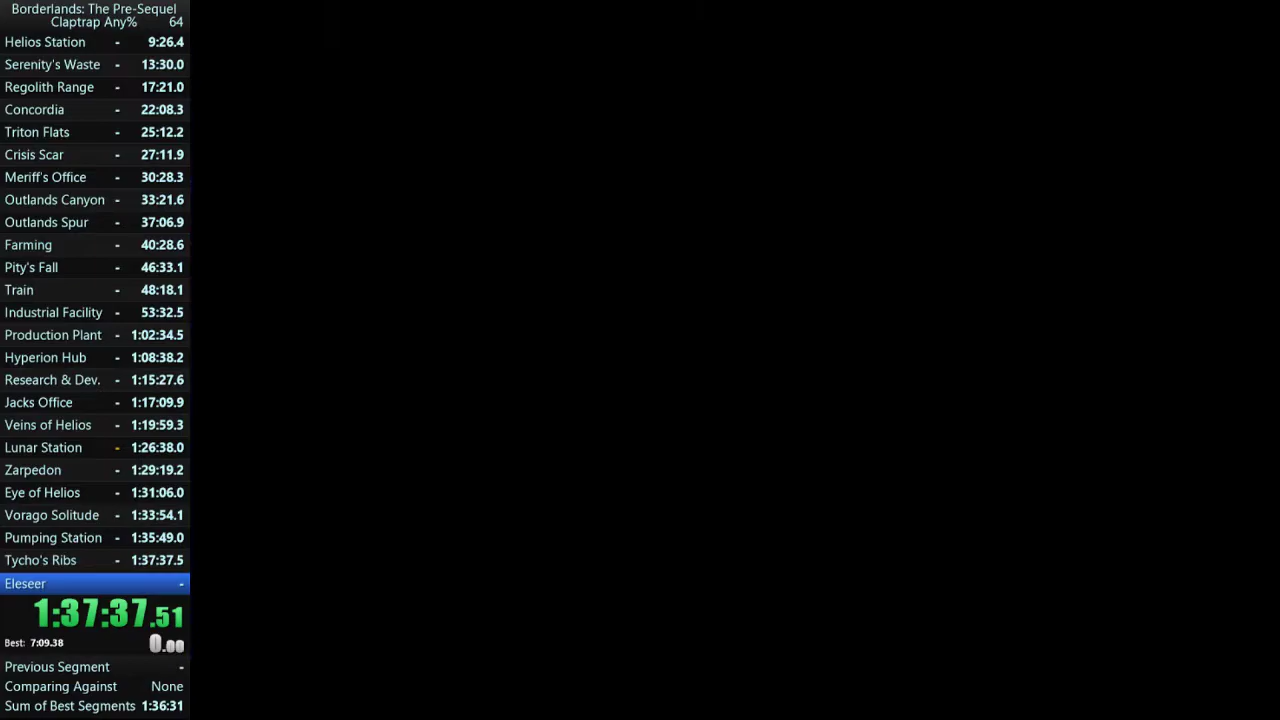 Borderlands: The Pre-Sequel
Claptrap Any% 64
Helios Station - 9:26.4
Serenity's Waste - 13:30.0
Regolith Range - 17:21.0
Concordia - 22:08.3
Triton Flats - 25:12.2
Crisis Scar - 27:11.9
Meriff's Office - 30:28.3
Outlands Canyon - 33:21.6
Outlands Spur - 37:06.9
Farming - 40:28.6
Pity's Fall - 46:33.1
Train - 48:18.1
Industrial Facility - 53:32.5
Production Plant - 1:02:34.5
Hyperion Hub - 1:08:38.2
Research & Dev. - 1:15:27.6
Jacks Office - 1:17:09.9
Veins of Helios - 1:19:59.3
Lunar Station - 1:26:38.0
Zarpedon - 1:29:19.2
Eye of Helios - 1:31:06.0
Vorago Solitude - 1:33:54.1
Pumping Station - 1:35:49.0
Tycho's Ribs - 1:37:37.5
Eleseer -
1:37:37.51
Best: 7:09.38 0.00
Previous Segment -
Comparing Against None
Sum of Best Segments 1:36:31